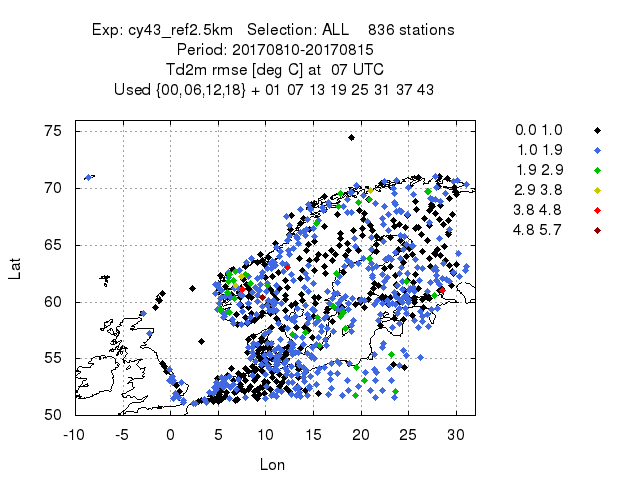 Exp: cy43_ref2.5km   Selection: ALL    836 stations
Period: 20170810-20170815
Td2m rmse [deg C] at  07 UTC
Used {00,06,12,18} + 01 07 13 19 25 31 37 43
0.0 1.0
1.0 1.9
1.9 2.9
2.9 3.8
3.8 4.8
4.8 5.7
75
70
65
60
55
50
Lat
-10 -5 0 5 10 15 20 25 30
Lon